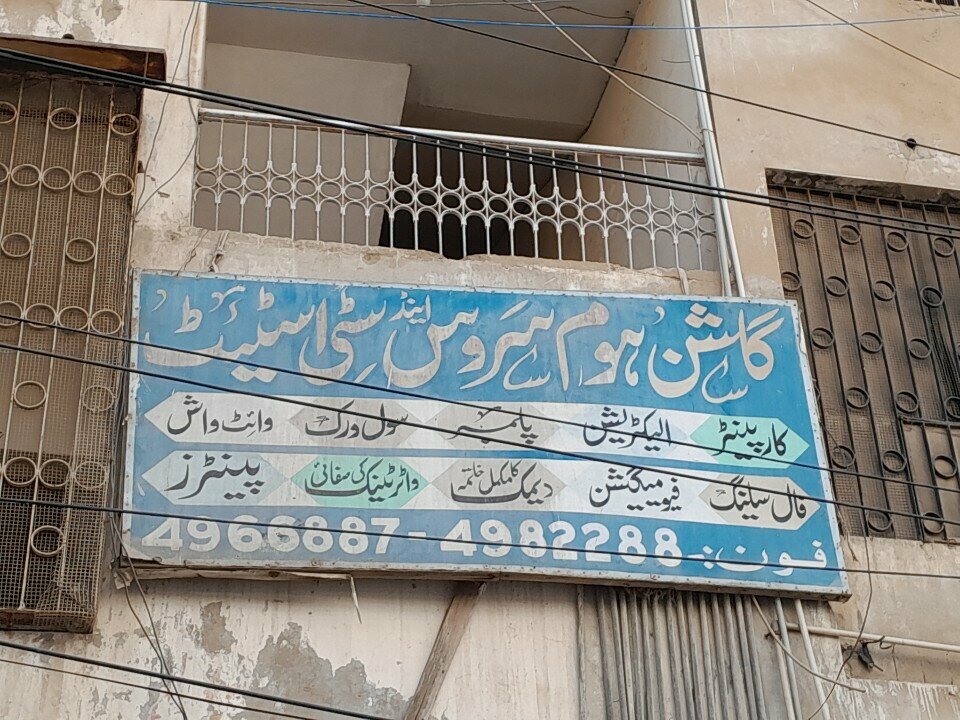 گلشن ہوم سروس اینڈ سٹی اسٹیٹ
کارپینٹر الیکٹریشن پلمبر سول ورک وائٹ واش
فال سیلنگ فیومیگیشن دیمک کا مکمل خاتمہ واٹر ٹینک کی صفائی پینٹرز
فون: 4966887 - 4982288